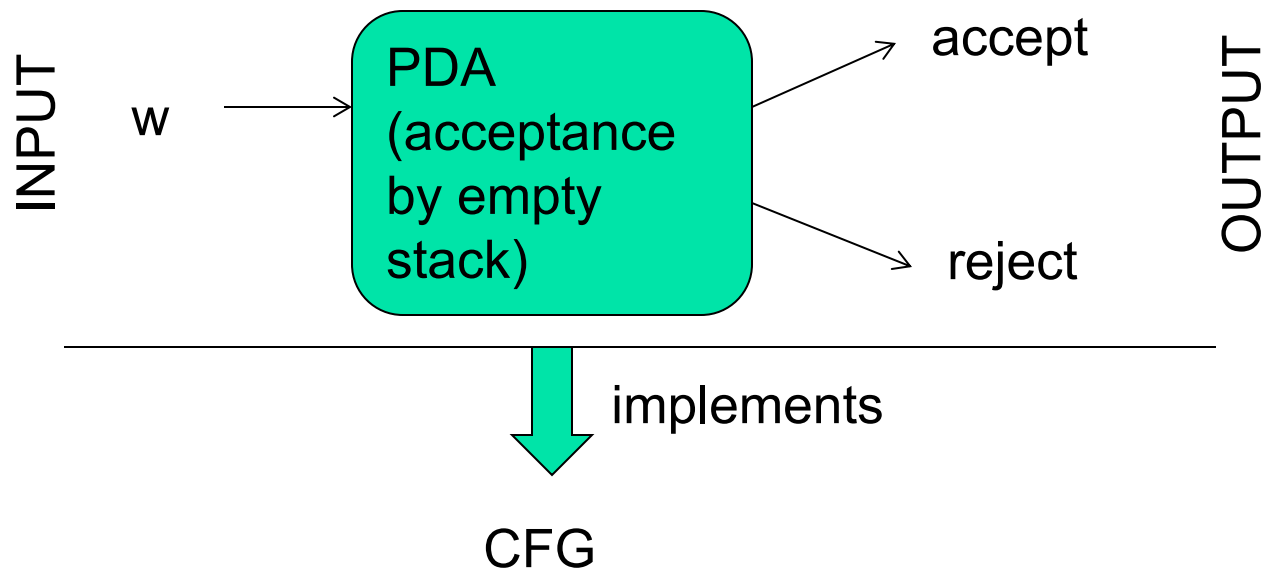 INPUT
w
PDA
(acceptance
by empty
stack)
accept
reject
OUTPUT
implements
CFG